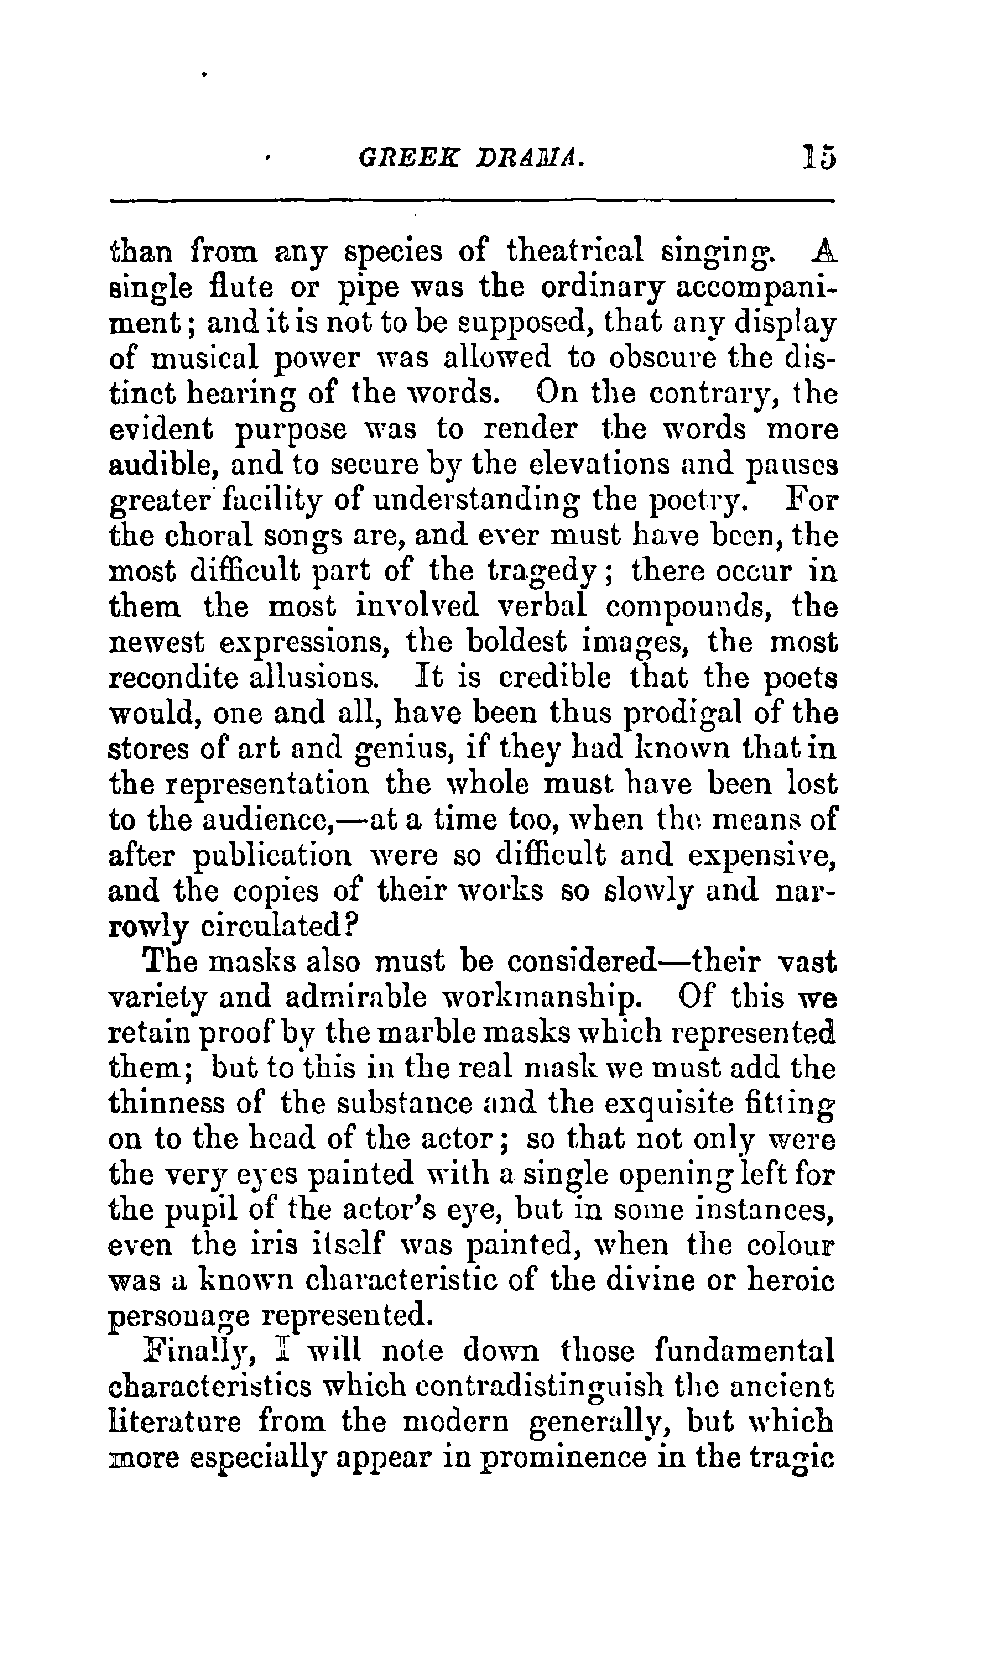 GREEK DRAMA. 15
than from any species of theatrical singing. A
single flute or pipe was the ordinary accompani-
ment; and it is not to be supposed, that any display
of musical power was allowed to obscure the dis-
tinct hearing of the words. On the contrary, the
evident purpose was to render the words more
audible, and to secure by the elevations and pauses
greater facility of understanding the poetry. For
the choral songs are, and ever must have been, the
most difficult part of the tragedy; there occur in
them the most involved verbal compounds, the
newest expressions, the boldest images, the most
recondite allusions. It is credible that the poets
would, one and all, have been thus prodigal of the
stores of art and genius, if they had known that in
the representation the whole must have been lost
to the audience,—at a time too, when the means of
after publication were so difficult and expensive,
and the copies of their works so slowly and nar-
rowly circulated?
The masks also must be considered—their vast
variety and admirable workmanship. Of this we
retain proof by the marble masks which represented
them; but to this in the real mask we must add the
thinness of the substance and the exquisite fitting
on to the head of the actor; so that not only were
the very eyes painted with a single opening left for
the pupil of the actor's eye, but in some instances,
even the iris itself was painted, when the colour
was a known characteristic of the divine or heroic
personage represented.
Finally, I will note down those fundamental
characteristics which contradistinguish the ancient
literature from the modern generally, but which
more especially appear in prominence in the tragic